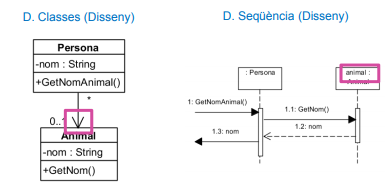 D. Classes (Disseny)
Persona
-nom : String
+GetNomAnimal()
*
0..1
Animal
-nom : String
+GetNom()
D. Seqüència (Disseny)
: Persona
animal :
Animal
1: GetNomAnimal()
1.1: GetNom()
1.2: nom
1.3: nom